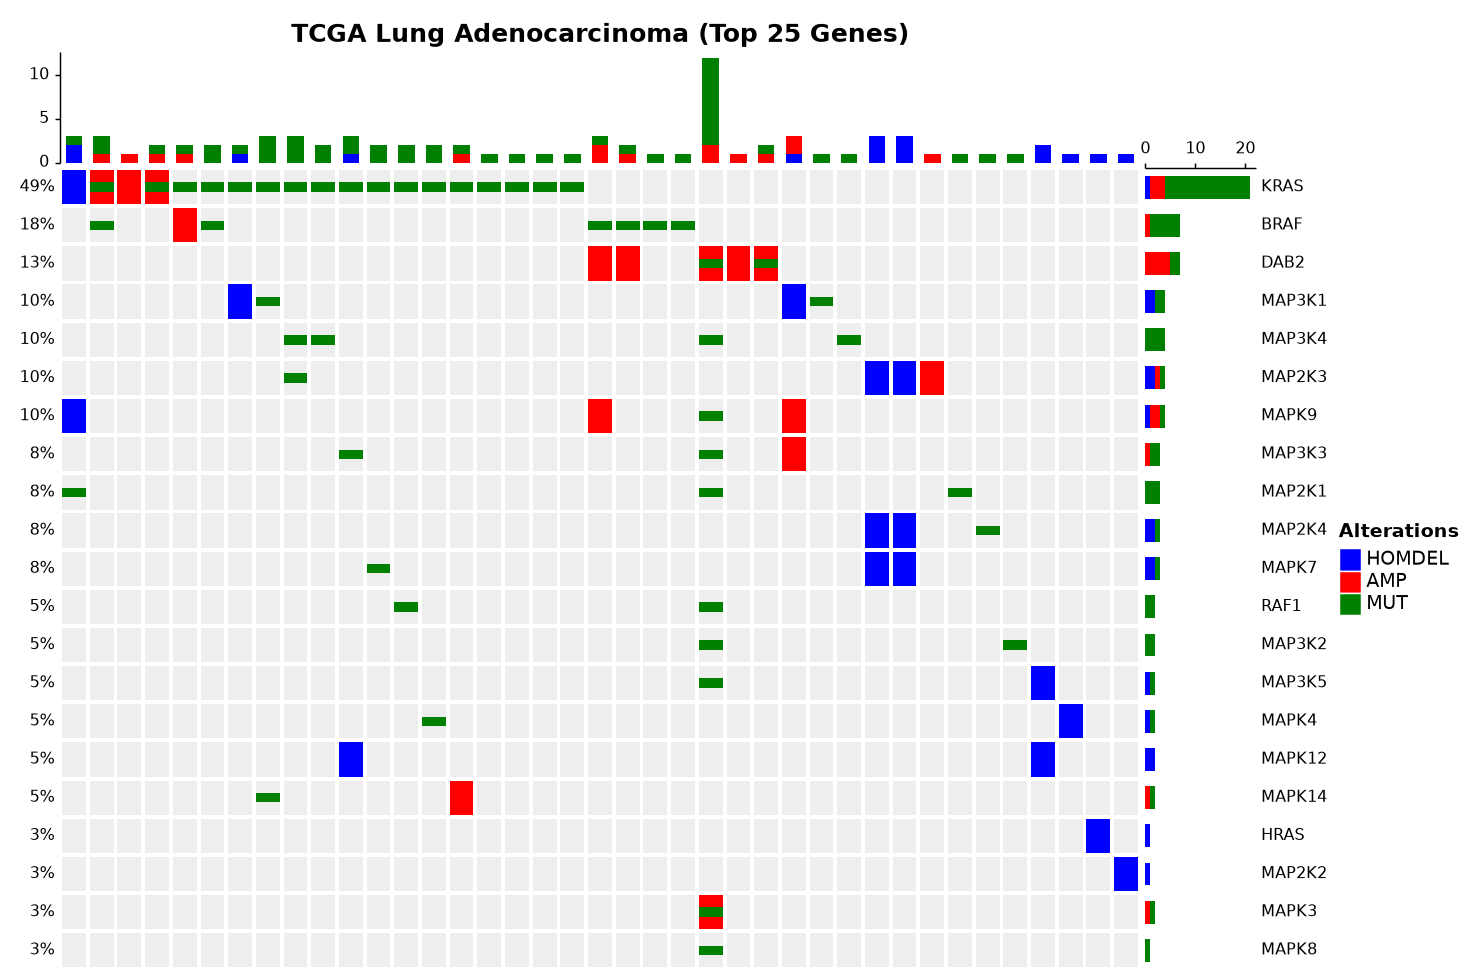 TCGA Lung Adenocarcinoma (Top 25 Genes)
10
5
0
0 10 20
49% KRAS
18% BRAF
13% DAB2
10% MAP3K1
10% MAP3K4
10% MAP2K3
10% MAPK9
8% MAP3K3
8% MAP2K1
8% MAP2K4
8% MAPK7
5% RAF1
5% MAP3K2
5% MAP3K5
5% MAPK4
5% MAPK12
5% MAPK14
3% HRAS
3% MAP2K2
3% MAPK3
3% MAPK8
Alterations
HOMDEL
AMP
MUT